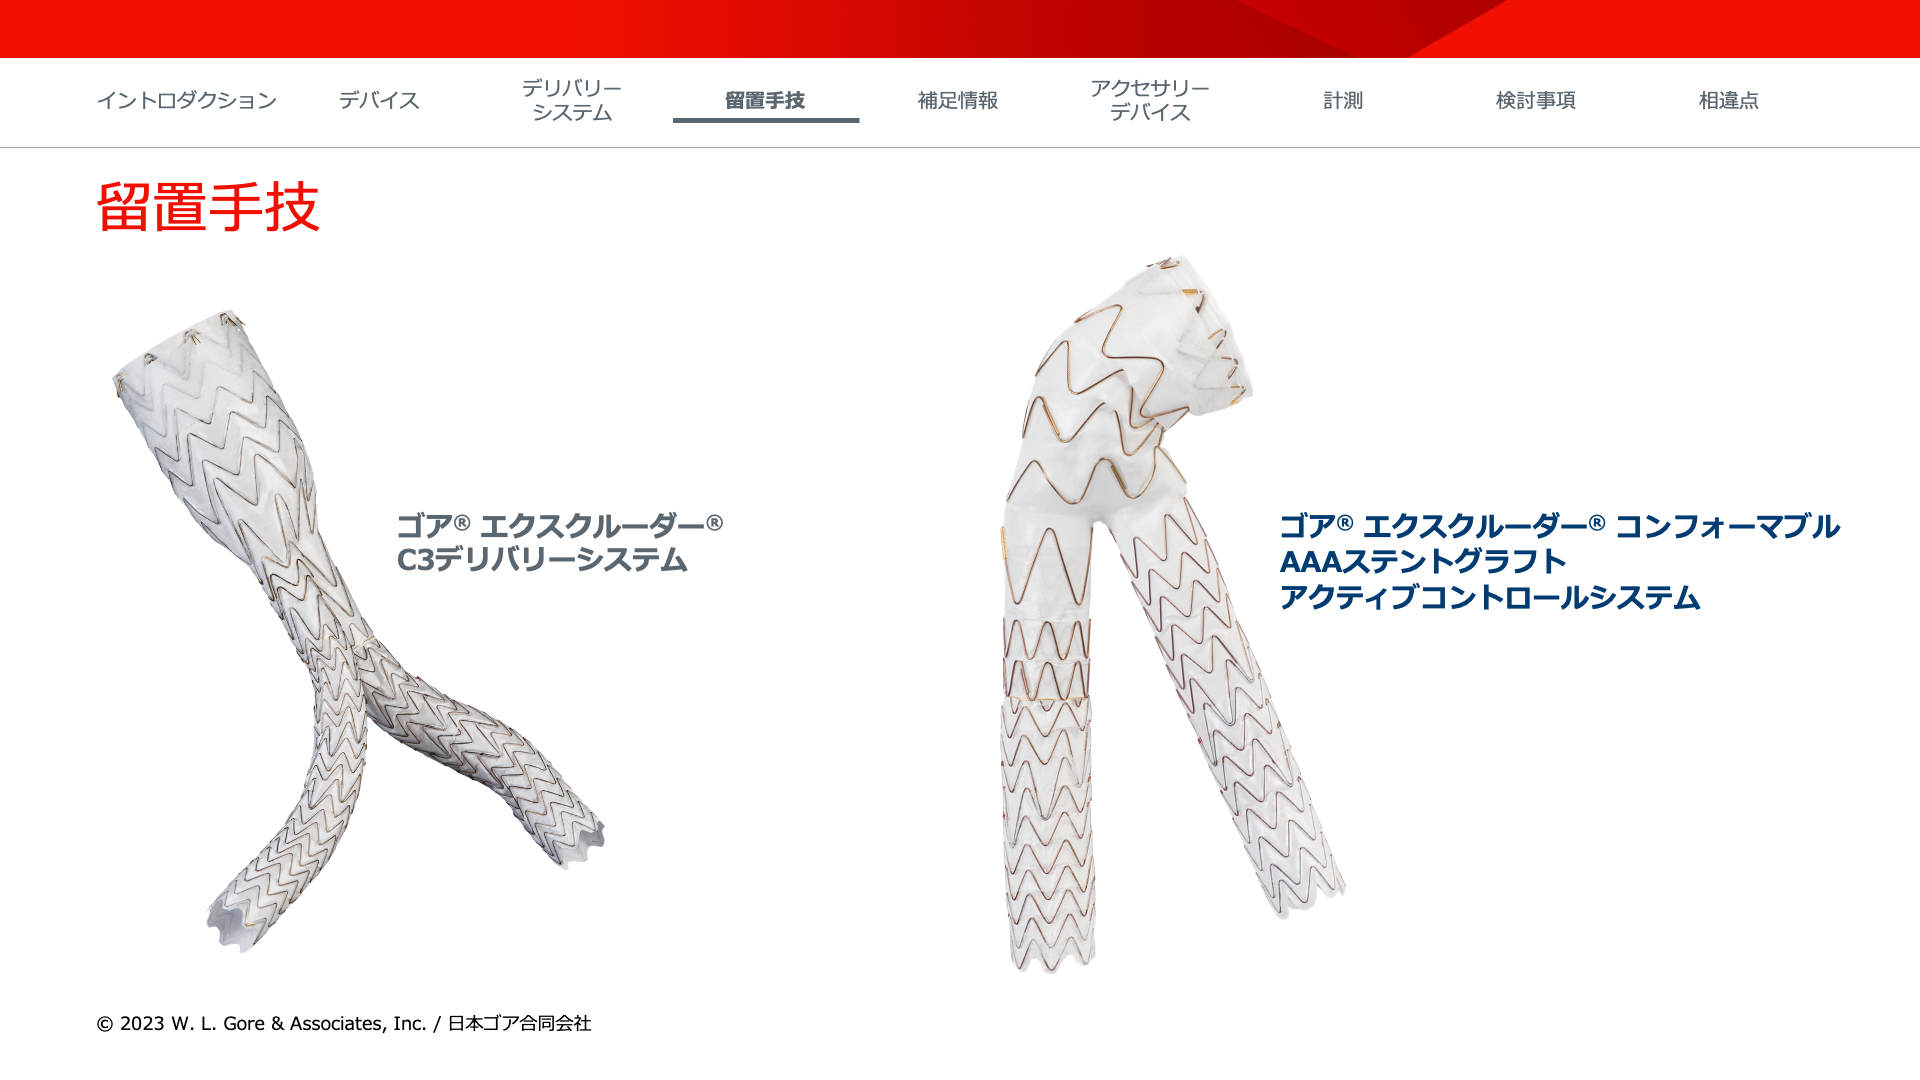 イントロダクション
デバイス
デリバリー
システム
留置手技
補足情報
アクセサリー
デバイス
計測
検討事項
相違点
留置手技
ゴア® エクスクルーダー®
C3デリバリーシステム
ゴア® エクスクルーダー® コンフォーマブル
AAAステントグラフト
アクティブコントロールシステム
© 2023 W. L. Gore & Associates, Inc. / 日本ゴア合同会社